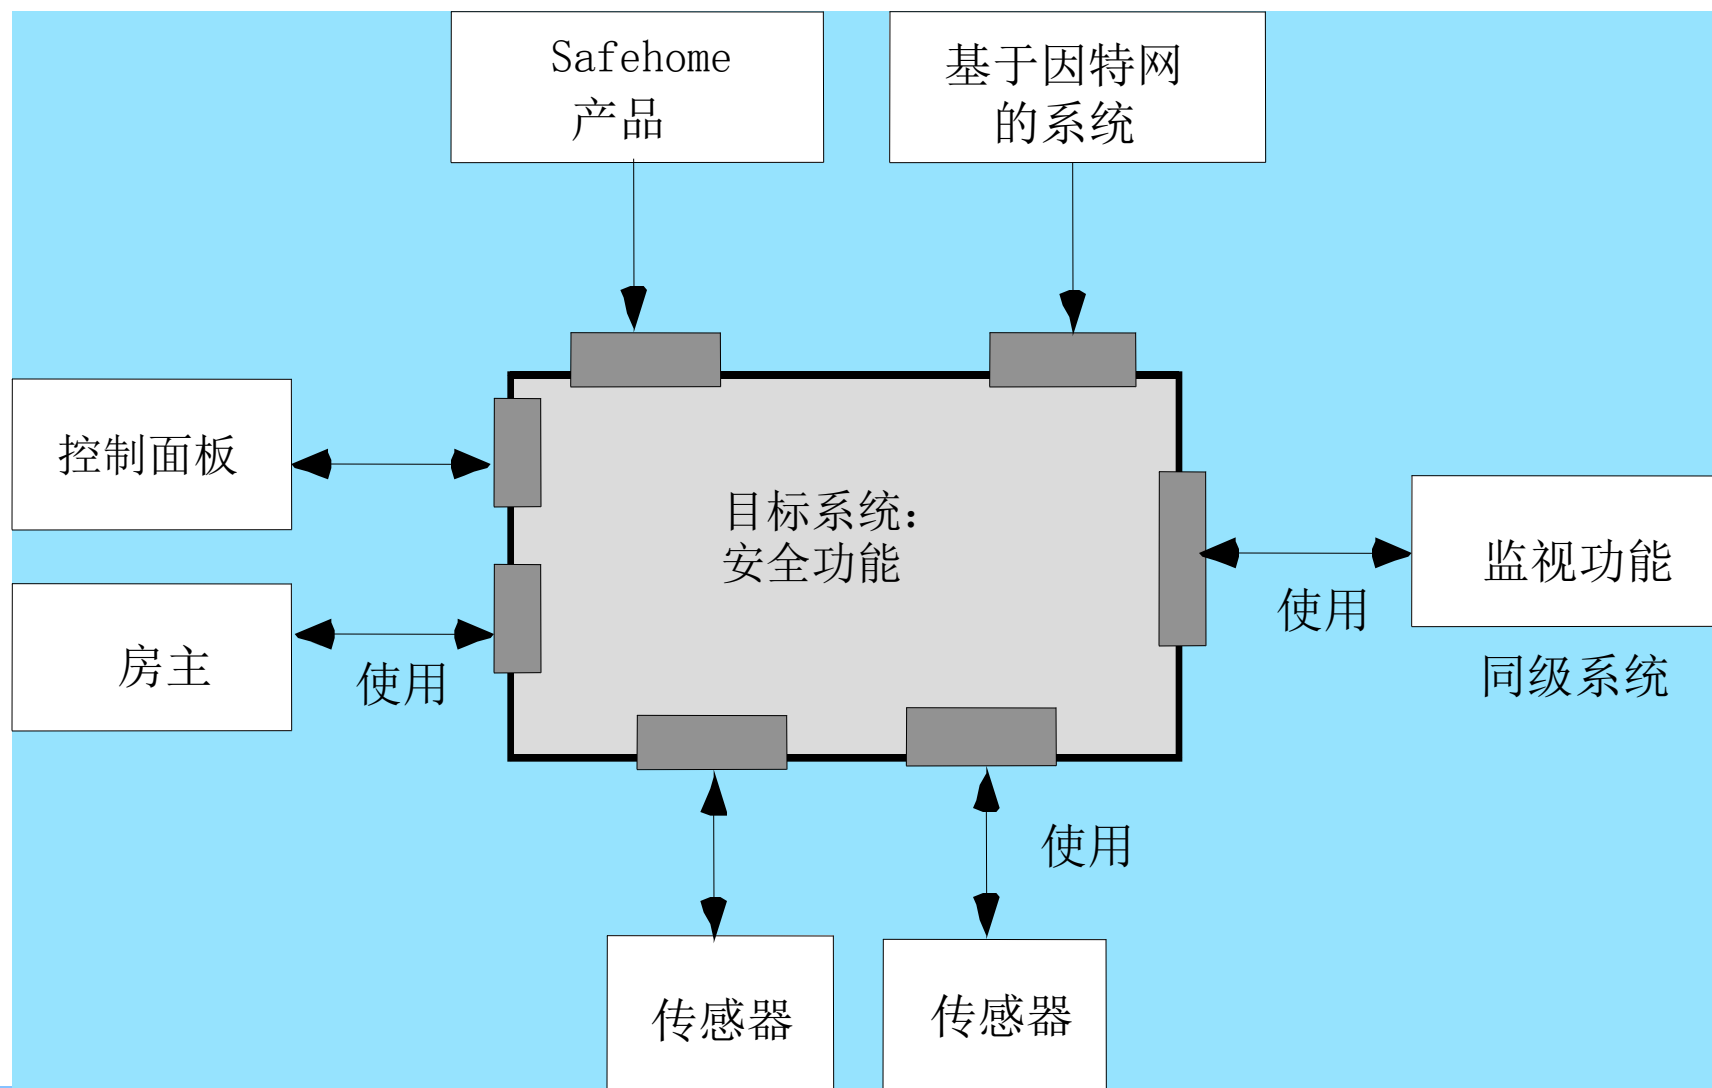 Safehome
产品
基于因特网
的系统
控制面板
目标系统:
安全功能
监视功能
使用
房主
使用
同级系统
使用
传感器
传感器